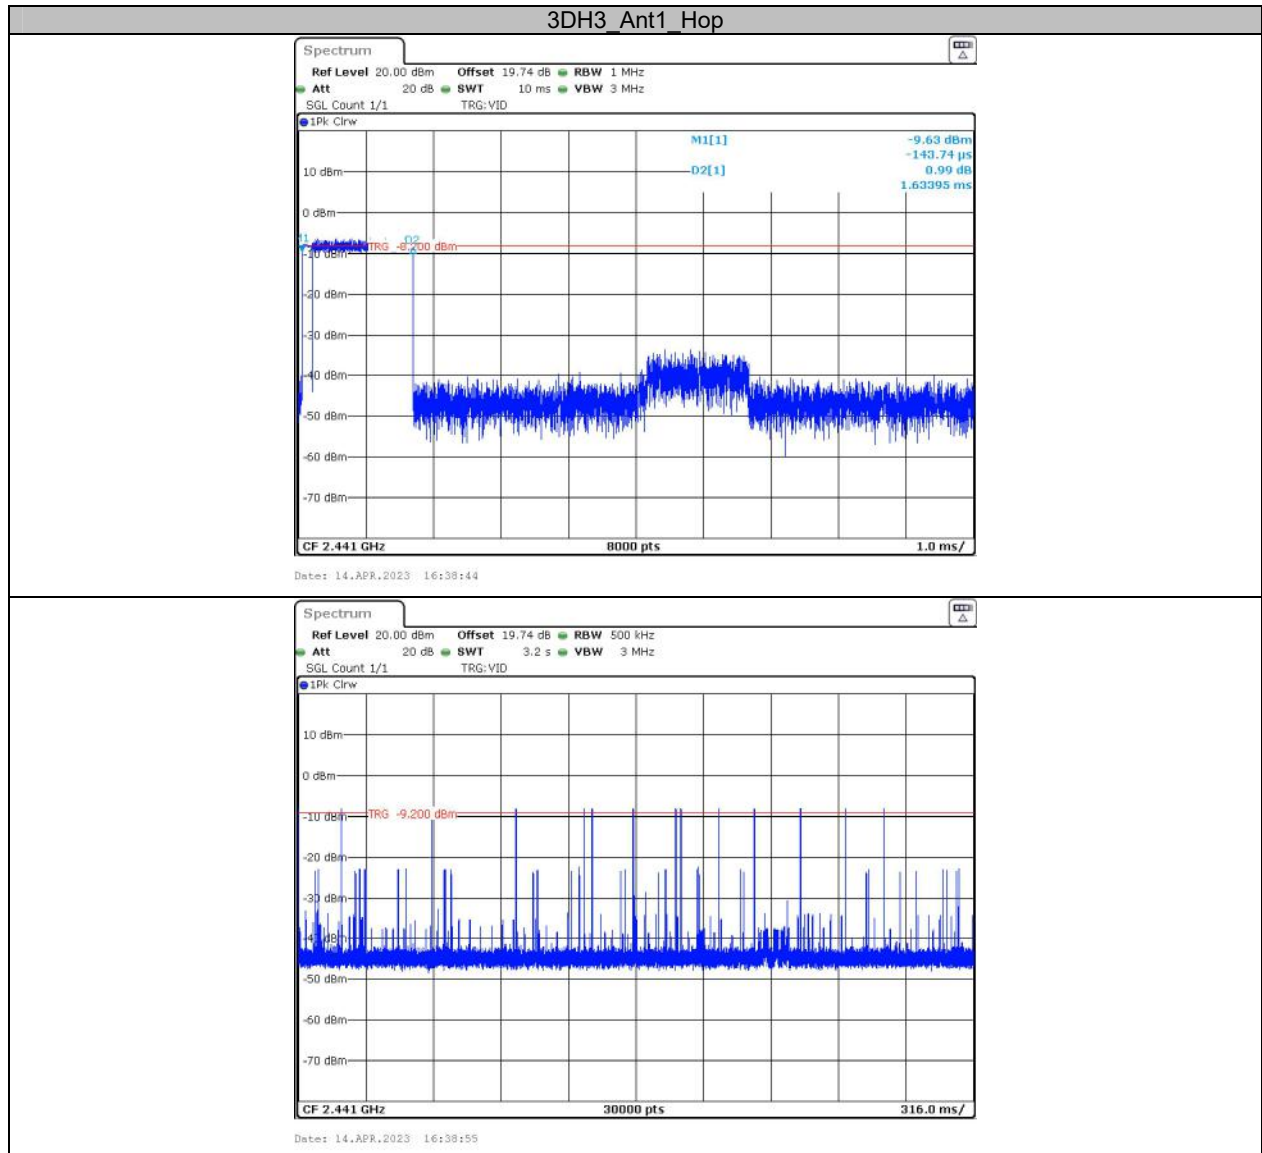 3DH3_Ant1_Hop
Spectrum
Ref Level 20.00 dBm Offset 19.74 dB RBW 1 MHz
Att 20 dB SWT 10 ms VBW 3 MHz
SGL Count 1/1 TRG:VID
1Pk Clrw
M1[1] -9.63 dBm
-143.74 µs
D2[1] 0.99 dB
1.63395 ms
10 dBm
0 dBm
M1 D2
TRG -8.200 dBm
-10 dBm
-20 dBm
-30 dBm
-40 dBm
-50 dBm
-60 dBm
-70 dBm
CF 2.441 GHz 8000 pts 1.0 ms/
Date: 14.APR.2023 16:38:44
Spectrum
Ref Level 20.00 dBm Offset 19.74 dB RBW 500 kHz
Att 20 dB SWT 3.2 s VBW 3 MHz
SGL Count 1/1 TRG:VID
1Pk Clrw
10 dBm
0 dBm
TRG -9.200 dBm
-10 dBm
-20 dBm
-30 dBm
-40 dBm
-50 dBm
-60 dBm
-70 dBm
CF 2.441 GHz 30000 pts 316.0 ms/
Date: 14.APR.2023 16:38:55